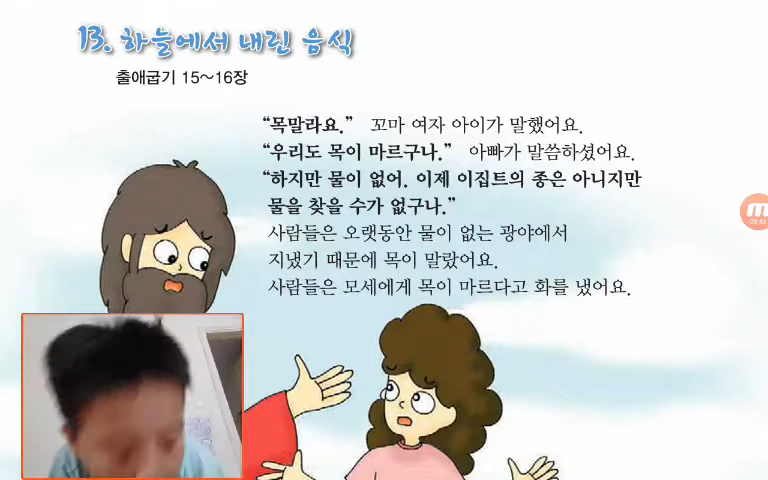 13. 하늘에서 내린 음식
출애굽기 15~16장
“목말라요.” 꼬마 여자 아이가 말했어요.
“우리도 목이 마르구나.” 아빠가 말씀하셨어요.
“하지만 물이 없어. 이제 이집트의 종은 아니지만
물을 찾을 수가 없구나.”
사람들은 오랫동안 물이 없는 광야에서
지냈기 때문에 목이 말랐어요.
사람들은 모세에게 목이 마르다고 화를 냈어요.